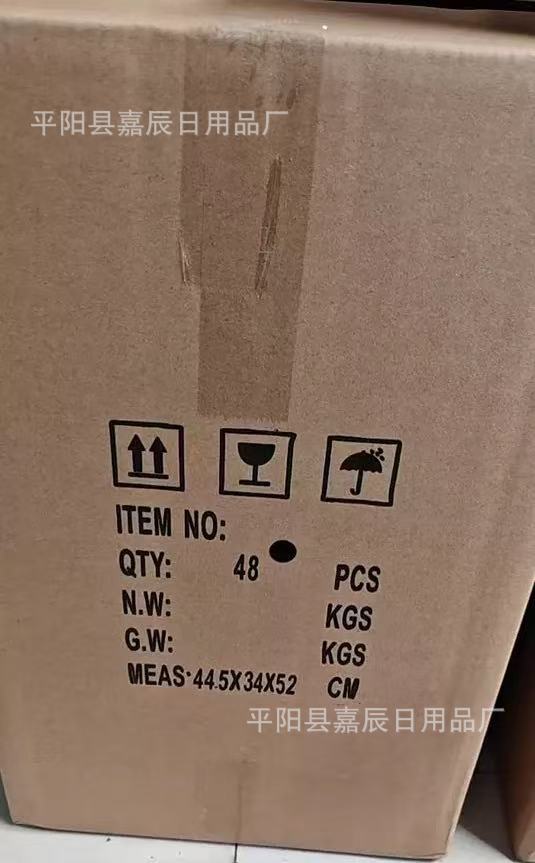 平阳县嘉辰日用品厂
ITEM NO:
QTY: 48 PCS
N.W: KGS
G.W: KGS
MEAS·44.5X34X52 CM
平阳县嘉辰日用品厂